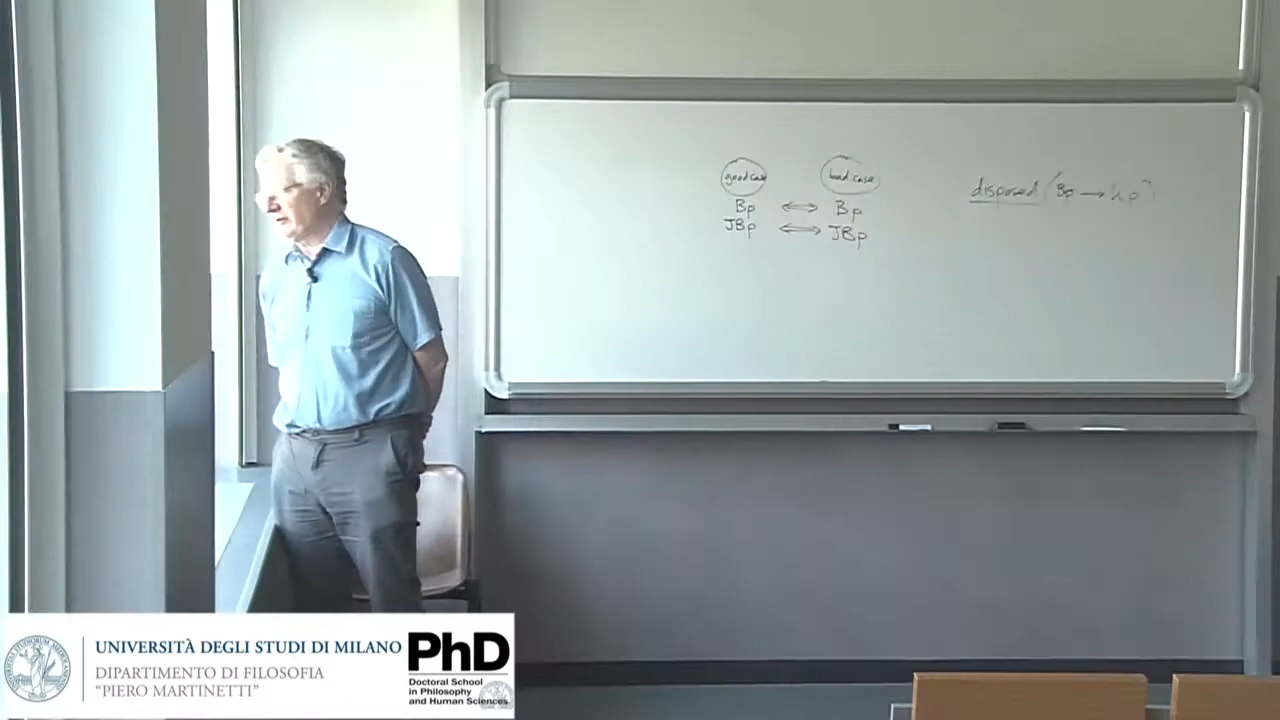 good case bad case
Bp ⟺ Bp
JBp ⟺ JBp
disposed (Bp → Lp)
UNIVERSITÀ DEGLI STUDI DI MILANO
DIPARTIMENTO DI FILOSOFIA
"PIERO MARTINETTI"
PhD
Doctoral School
in Philosophy
and Human Sciences